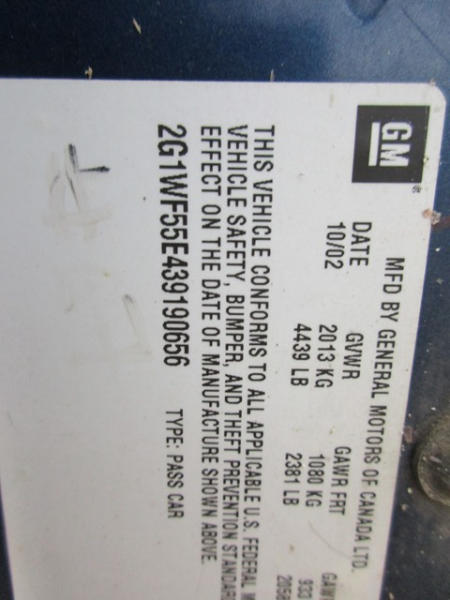 GM
MFD BY GENERAL MOTORS OF CANADA LTD.
DATE GVWR GAWR FRT
10/02 2013 KG 1080 KG 933
4439 LB 2381 LB 2058
THIS VEHICLE CONFORMS TO ALL APPLICABLE U.S. FEDERAL
VEHICLE SAFETY, BUMPER, AND THEFT PREVENTION
EFFECT ON THE DATE OF MANUFACTURE SHOWN ABOVE.
2G1WF55E439190656 TYPE: PASS CAR